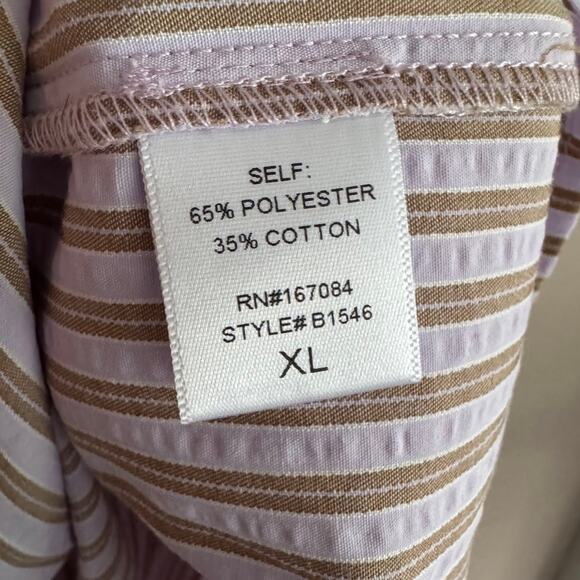 SELF:
65% POLYESTER
35% COTTON
RN#167084
STYLE# B1546
XL